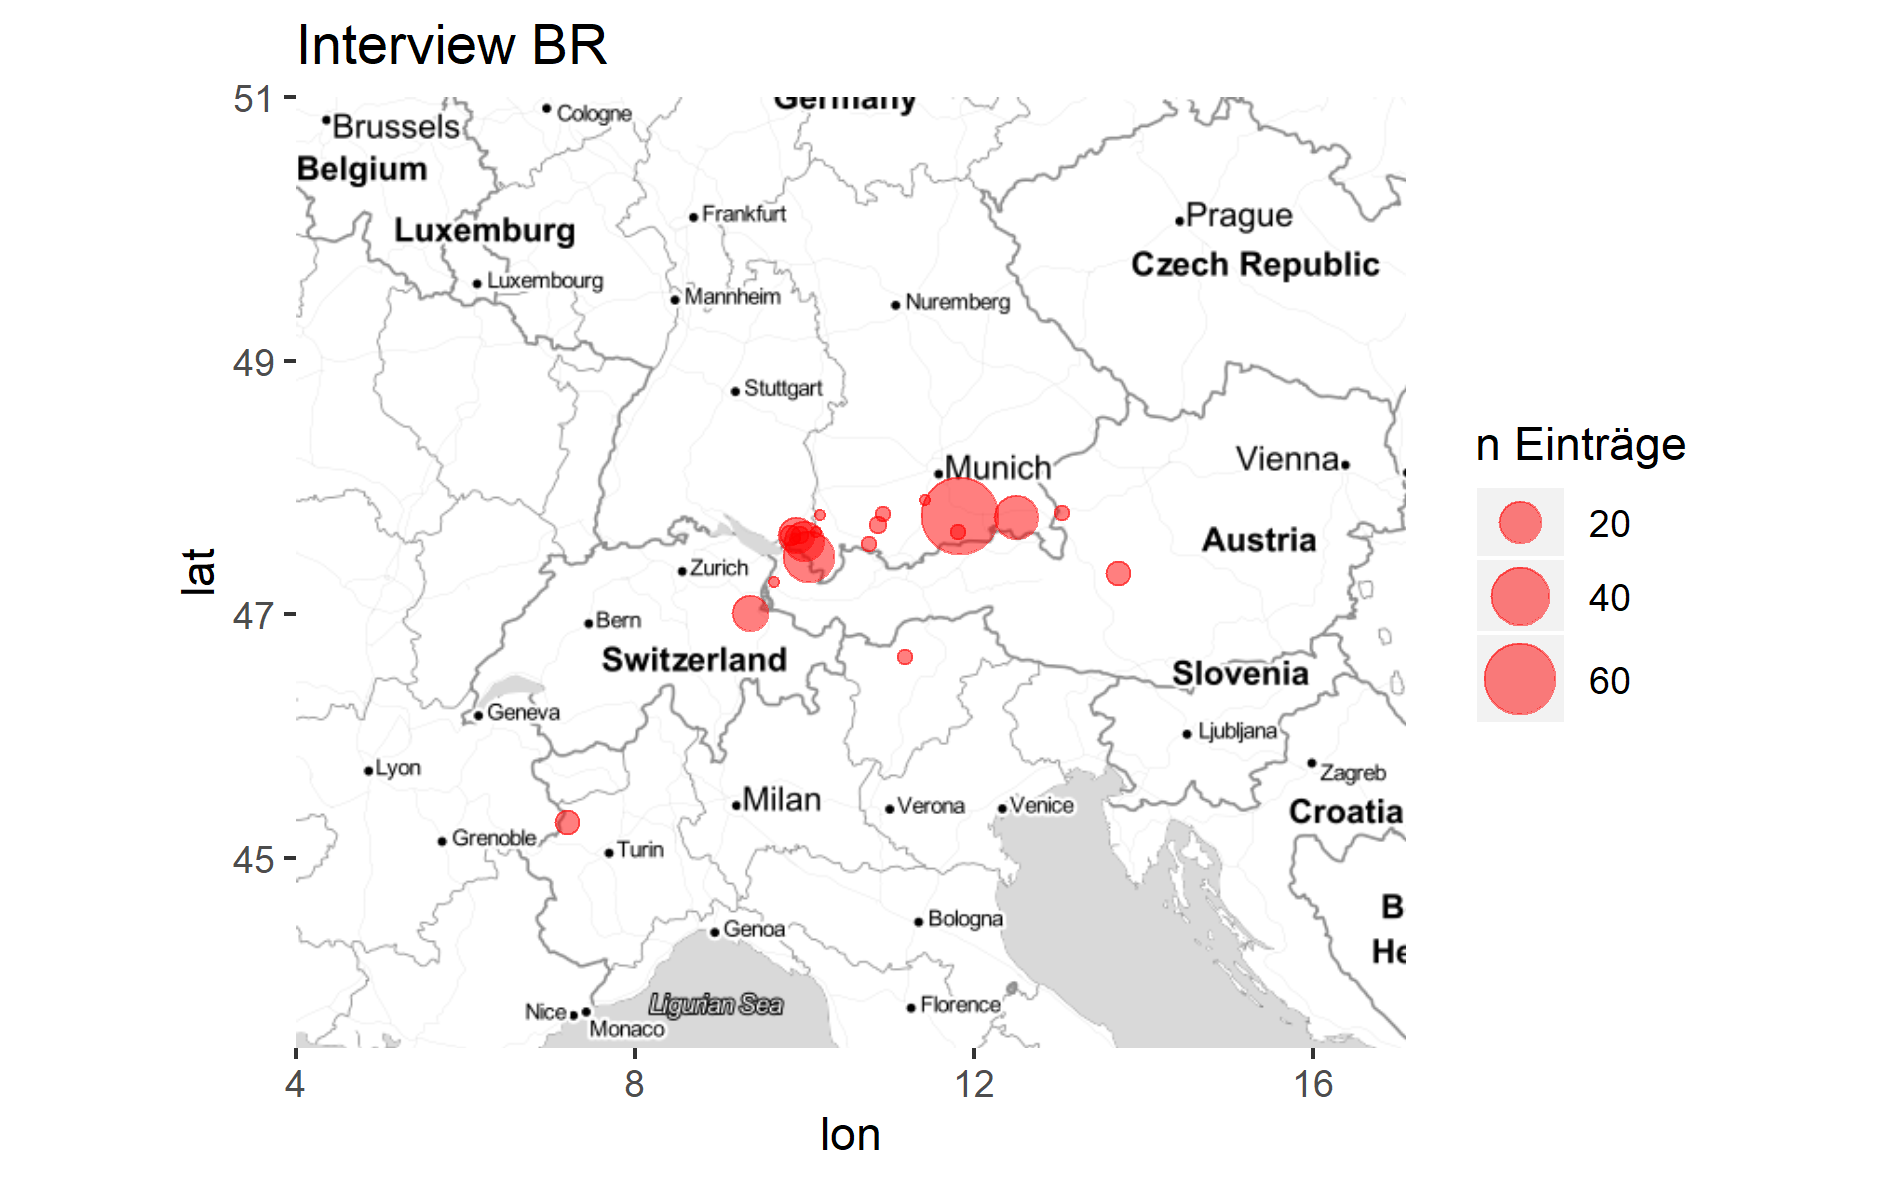 Interview BR
51
49
47
45
lat
4
8
12
16
lon
Germany
Cologne
Brussels
Belgium
Luxemburg
Frankfurt
Prague
Czech Republic
Luxembourg
Mannheim
Nuremberg
Stuttgart
Munich
Vienna
Austria
Zurich
Bern
Switzerland
Slovenia
Geneva
Ljubljana
Lyon
Zagreb
Milan
Verona
Venice
Croatia
Grenoble
Turin
B
He
Bologna
Genoa
Ligurian Sea
Florence
Nice
Monaco
n Einträge
20
40
60